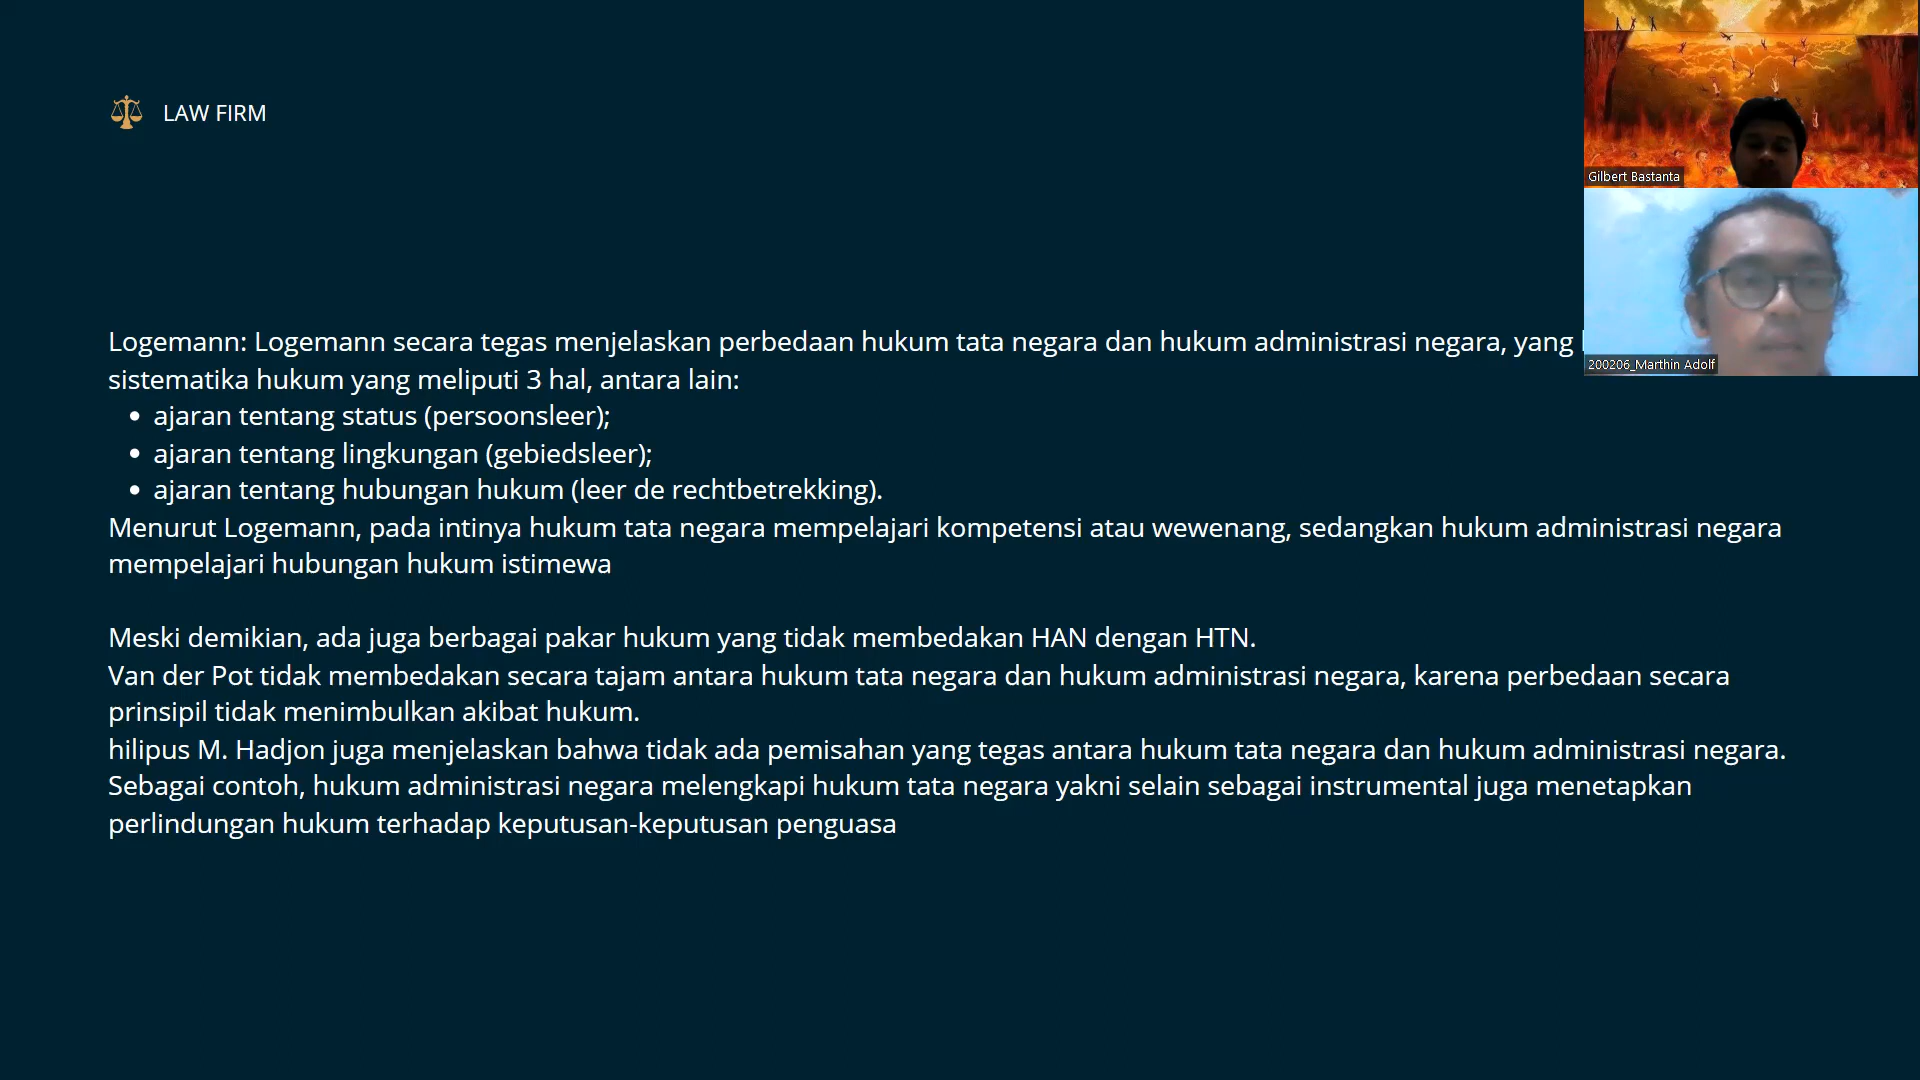 LAW FIRM
Gilbert Bastanta
200206_Marthin Adolf
Logemann: Logemann secara tegas menjelaskan perbedaan hukum tata negara dan hukum administrasi negara, yang
sistematika hukum yang meliputi 3 hal, antara lain:
• ajaran tentang status (persoonsleer);
• ajaran tentang lingkungan (gebiedsleer);
• ajaran tentang hubungan hukum (leer de rechtbetrekking).
Menurut Logemann, pada intinya hukum tata negara mempelajari kompetensi atau wewenang, sedangkan hukum administrasi negara
mempelajari hubungan hukum istimewa
Meski demikian, ada juga berbagai pakar hukum yang tidak membedakan HAN dengan HTN.
Van der Pot tidak membedakan secara tajam antara hukum tata negara dan hukum administrasi negara, karena perbedaan secara
prinsipil tidak menimbulkan akibat hukum.
hilipus M. Hadjon juga menjelaskan bahwa tidak ada pemisahan yang tegas antara hukum tata negara dan hukum administrasi negara.
Sebagai contoh, hukum administrasi negara melengkapi hukum tata negara yakni selain sebagai instrumental juga menetapkan
perlindungan hukum terhadap keputusan-keputusan penguasa